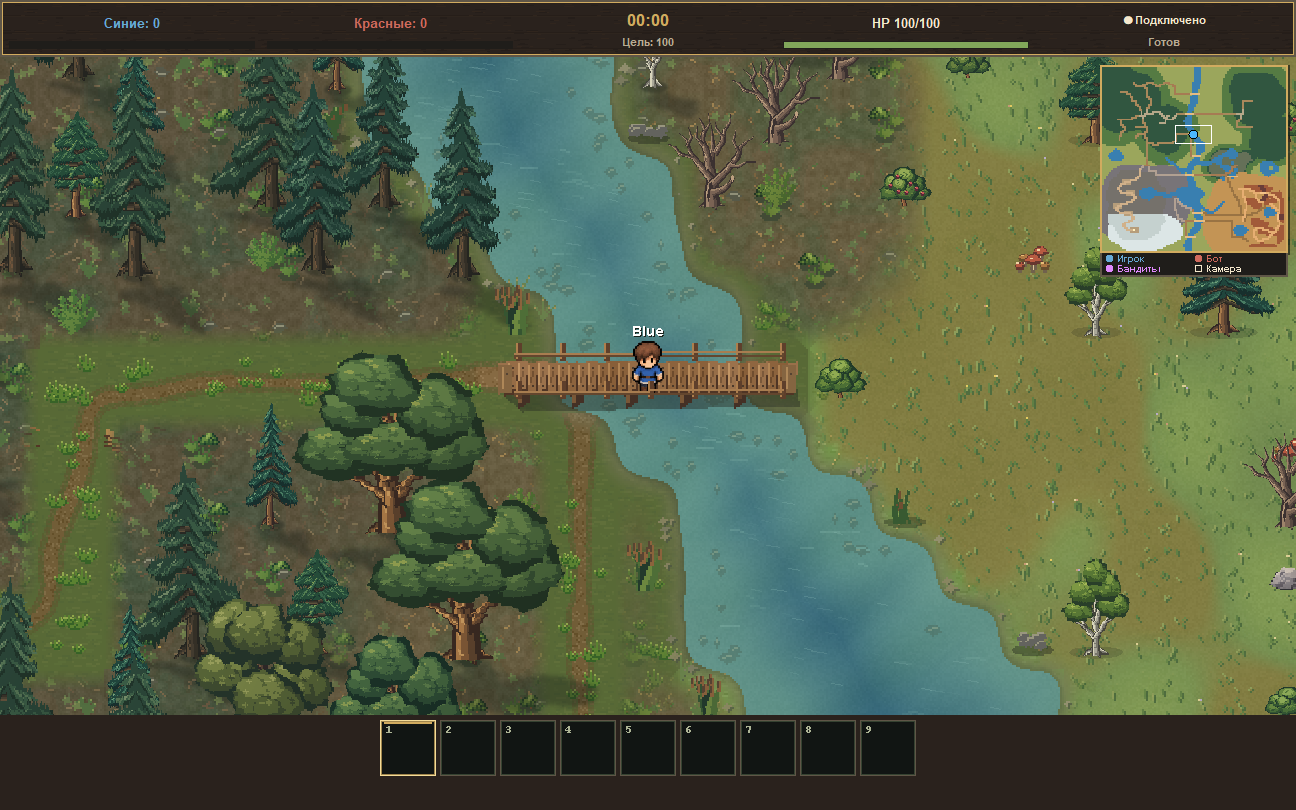 Синие: 0
Красные: 0
00:00
Цель: 100
HP 100/100
Подключено
Готов
Игрок
Бот
Бандиты
Камера
Blue
1 2 3 4 5 6 7 8 9